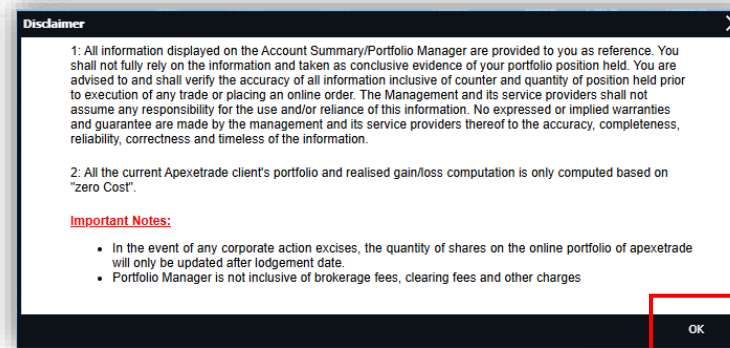 Disclaimer
1: All information displayed on the Account Summary/Portfolio Manager are provided to you as reference. You
shall not fully rely on the information and taken as conclusive evidence of your portfolio position held. You are
advised to and shall verify the accuracy of all information inclusive of counter and quantity of position held prior
to execution of any trade or placing an online order. The Management and its service providers shall not
assume any responsibility for the use and/or reliance of this information. No expressed or implied warranties
and guarantee are made by the management and its service providers thereof to the accuracy, completeness,
reliability, correctness and timeless of the information.
2: All the current Apexetrade client's portfolio and realised gain/loss computation is only computed based on
"zero Cost".
Important Notes:
• In the event of any corporate action excises, the quantity of shares on the online portfolio of apexetrade
will only be updated after lodgement date.
• Portfolio Manager is not inclusive of brokerage fees, clearing fees and other charges
OK